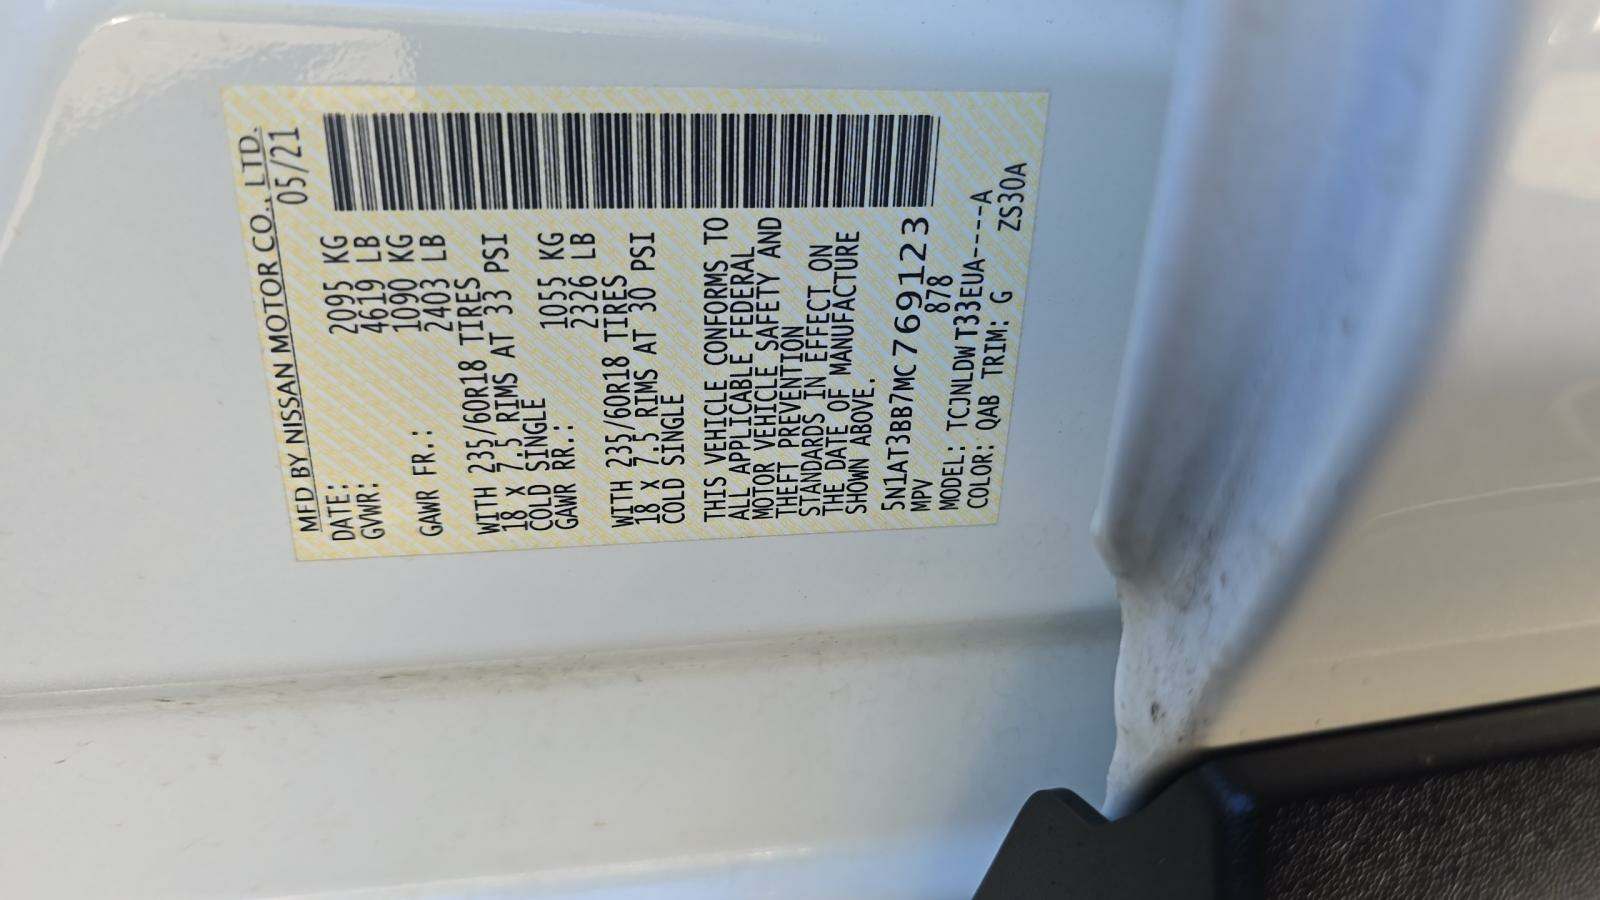 MFD BY NISSAN MOTOR CO., LTD.
DATE: 05/21
GVWR: 2095 KG
4619 LB
GAWR FR.: 1090 KG
2403 LB
WITH 235/60R18 TIRES
18 X 7.5 RIMS AT 33 PSI
COLD SINGLE
GAWR RR.: 1055 KG
2326 LB
WITH 235/60R18 TIRES
18 X 7.5 RIMS AT 30 PSI
COLD SINGLE
THIS VEHICLE CONFORMS TO
ALL APPLICABLE FEDERAL
MOTOR VEHICLE SAFETY AND
THEFT PREVENTION
STANDARDS IN EFFECT ON
THE DATE OF MANUFACTURE
SHOWN ABOVE.
5N1AT3BB7MC769123
MPV 878
MODEL: TCJNLDWT33EUA----A
COLOR: QAB TRIM: G ZS30A